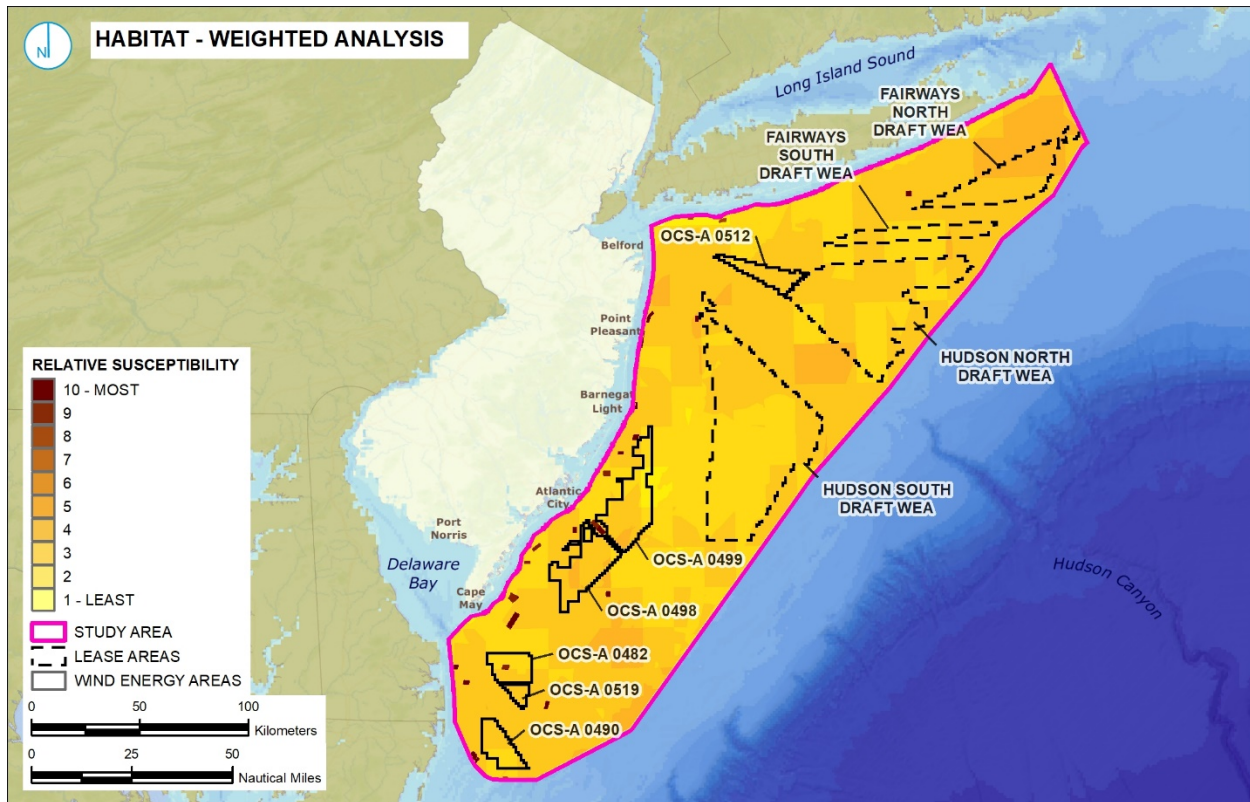 N
HABITAT - WEIGHTED ANALYSIS
Long Island Sound
FAIRWAYS
NORTH
DRAFT WEA
FAIRWAYS
SOUTH
DRAFT WEA
OCS-A 0512
Belford
Point
Pleasant
HUDSON NORTH
DRAFT WEA
Barnegat
Light
HUDSON SOUTH
DRAFT WEA
Atlantic
City
Port
Norris
OCS-A 0499
Delaware
Bay
Hudson Canyon
Cape
May
OCS-A 0498
OCS-A 0482
OCS-A 0519
OCS-A 0490
RELATIVE SUSCEPTIBILITY
10 - MOST
9
8
7
6
5
4
3
2
1 - LEAST
STUDY AREA
LEASE AREAS
WIND ENERGY AREAS
0 50 100
Kilometers
0 25 50
Nautical Miles